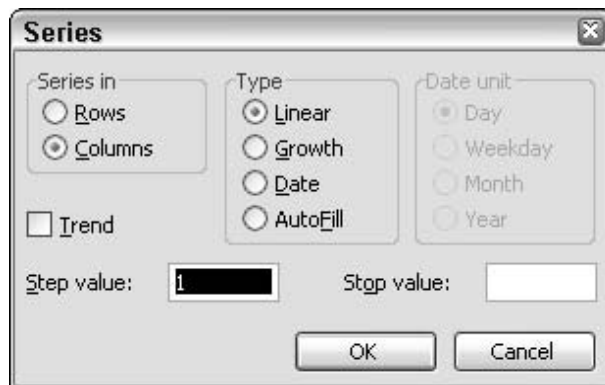 Series
Series in
Rows
Columns
Trend
Type
Linear
Growth
Date
AutoFill
Date unit
Day
Weekday
Month
Year
Step value: 1
Stop value:
OK Cancel